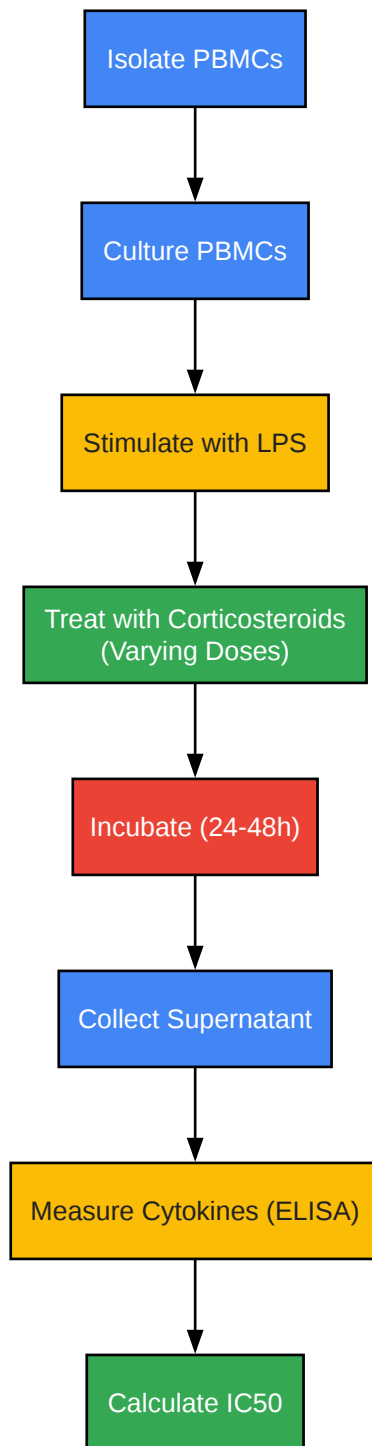 Isolate PBMCs
Culture PBMCs
Stimulate with LPS
Treat with Corticosteroids
(Varying Doses)
Incubate (24-48h)
Collect Supernatant
Measure Cytokines (ELISA)
Calculate IC50